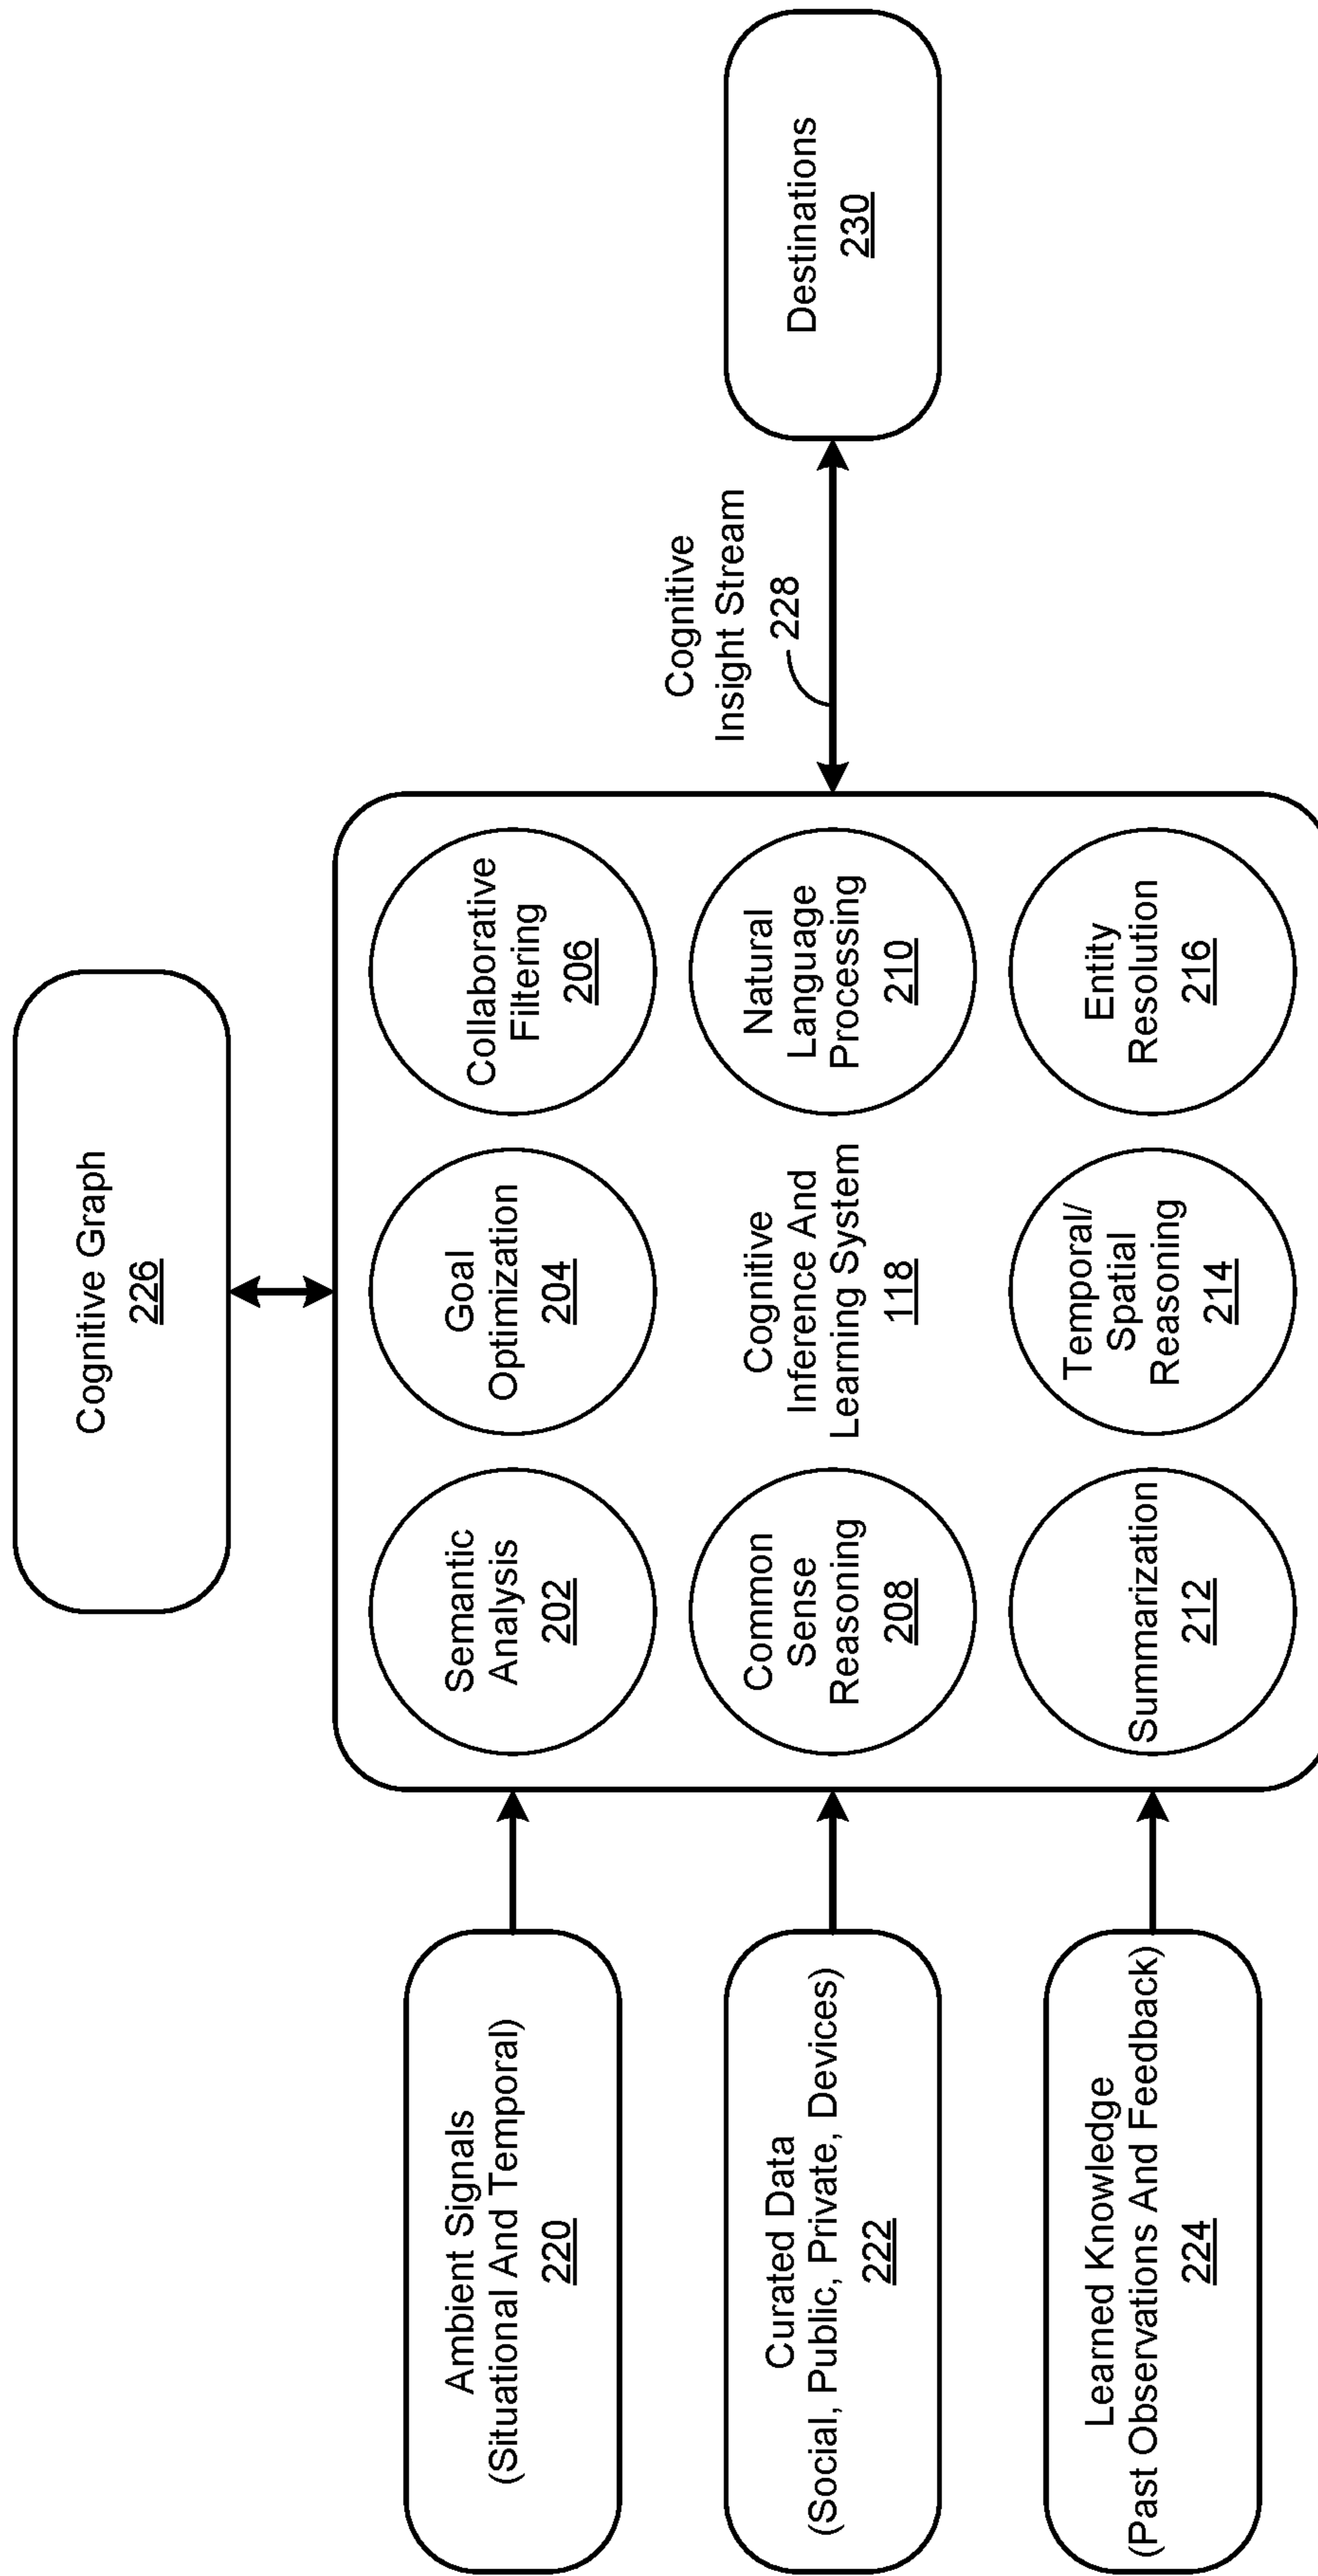 Cognitive Graph
226
Ambient Signals
(Situational And Temporal)
220
Curated Data
(Social, Public, Private, Devices)
222
Learned Knowledge
(Past Observations And Feedback)
224
Semantic
Analysis
202
Goal
Optimization
204
Collaborative
Filtering
206
Common
Sense
Reasoning
208
Cognitive
Inference And
Learning System
118
Natural
Language
Processing
210
Summarization
212
Temporal/
Spatial
Reasoning
214
Entity
Resolution
216
Cognitive
Insight Stream
228
Destinations
230